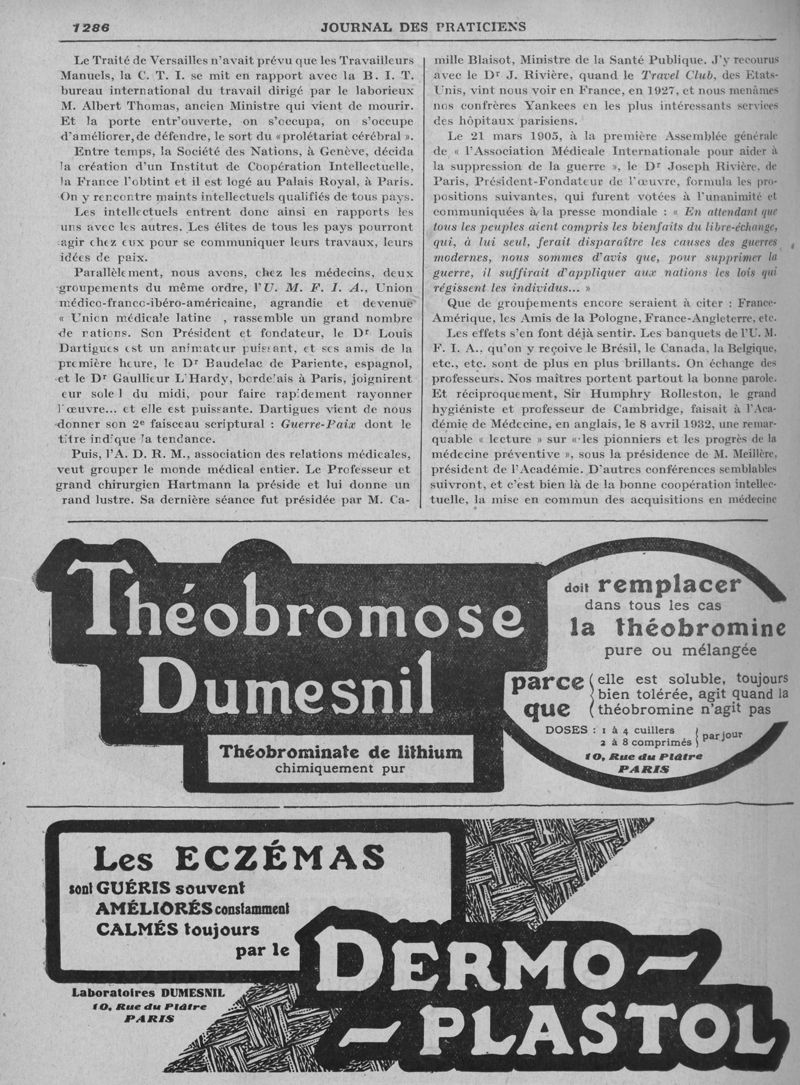 1286
JOURNAL DES PRATICIENS
Le Traité de Versailles n'avait prévu que les Travailleurs
Manuels, la C. T. I. se mit en rapport avec la B. I. T.
bureau international du travail dirigé par le laborieux
M. Albert Thomas, ancien Ministre qui vient de mourir.
Et la porte entr'ouverte, on s'occupa, on s'occupe
d'améliorer, de défendre, le sort du « prolétariat cérébral ».
Entre temps, la Société des Nations, à Genève, décida
la création d'un Institut de Coopération Intellectuelle,
la France l'obtint et il est logé au Palais Royal, à Paris.
On y rencontre maints intellectuels qualifiés de tous pays.
Les intellectuels entrent donc ainsi en rapports les
uns avec les autres. Les élites de tous les pays pourront
agir chez eux pour se communiquer leurs travaux, leurs
idées de paix.
Parallèlement, nous avons, chez les médecins, deux
groupements du même ordre, l'U. M. F. I. A., Union
médico-franco-ibéro-américaine, agrandie et devenue
« Union médicale latine , rassemble un grand nombre
de nations. Son Président et fondateur, le Dr Louis
Dartigues est un animateur puissant, et ses amis de la
première heure, le Dr Baudelac de Pariente, espagnol,
et le Dr Gaullieur L'Hardy, bordelais à Paris, joignirent
eur solei du midi, pour faire rapidement rayonner
l'œuvre... et elle est puissante. Dartigues vient de nous
donner son 2e faisceau scriptural : Guerre-Paix dont le
titre indique la tendance.
Puis, l'A. D. R. M., association des relations médicales,
veut grouper le monde médical entier. Le Professeur et
grand chirurgien Hartmann la préside et lui donne un
rand lustre. Sa dernière séance fut présidée par M. Ca-
mille Blaisot, Ministre de la Santé Publique. J'y recourus
avec le Dr J. Rivière, quand le Travel Club, des Etats-
Unis, vint nous voir en France, en 1927, et nous menâmes
nos confrères Yankees en les plus intéressants services
des hôpitaux parisiens.
Le 21 mars 1905, à la première Assemblée générale
de « l'Association Médicale Internationale pour aider à
la suppression de la guerre », le Dr Joseph Rivière, de
Paris, Président-Fondateur de l'œuvre, formula les pro-
positions suivantes, qui furent votées à l'unanimité et
communiquées à la presse mondiale : « En attendant que
tous les peuples aient compris les bienfaits du libre-échange,
qui, à lui seul, ferait disparaître les causes des guerres
modernes, nous sommes d'avis que, pour supprimer la
guerre, il suffirait d'appliquer aux nations les lois qui
régissent les individus... »
Que de groupements encore seraient à citer : France-
Amérique, les Amis de la Pologne, France-Angleterre, etc.
Les effets s'en font déjà sentir. Les banquets de l'U. M.
F. I. A., qu'on y reçoive le Brésil, le Canada, la Belgique,
etc., etc. sont de plus en plus brillants. On échange des
professeurs. Nos maîtres portent partout la bonne parole.
Et réciproquement, Sir Humphry Rolleston, le grand
hygiéniste et professeur de Cambridge, faisait à l'Aca-
démie de Médecine, en anglais, le 8 avril 1932, une remar-
quable « lecture » sur « les pionniers et les progrès de la
médecine préventive », sous la présidence de M. Meillère,
président de l'Académie. D'autres conférences semblables
suivront, et c'est bien là de la bonne coopération intellec-
tuelle, la mise en commun des acquisitions en médecine
Théobromose
Dumesnil
Théobrominate de lithium
chimiquement pur
doit remplacer
dans tous les cas
la théobromine
pure ou mélangée
parce que
elle est soluble, toujours
bien tolérée, agit quand la
théobromine n'agit pas
DOSES : 1 à 4 cuillers
2 à 8 comprimés
par jour
10, Rue du Plâtre
PARIS
Les ECZÉMAS
sont GUÉRIS souvent
AMÉLIORÉS constamment
CALMÉS toujours
par le
DERMO-
-PLASTOL
Laboratoires DUMESNIL
10, Rue du Plâtre
PARIS